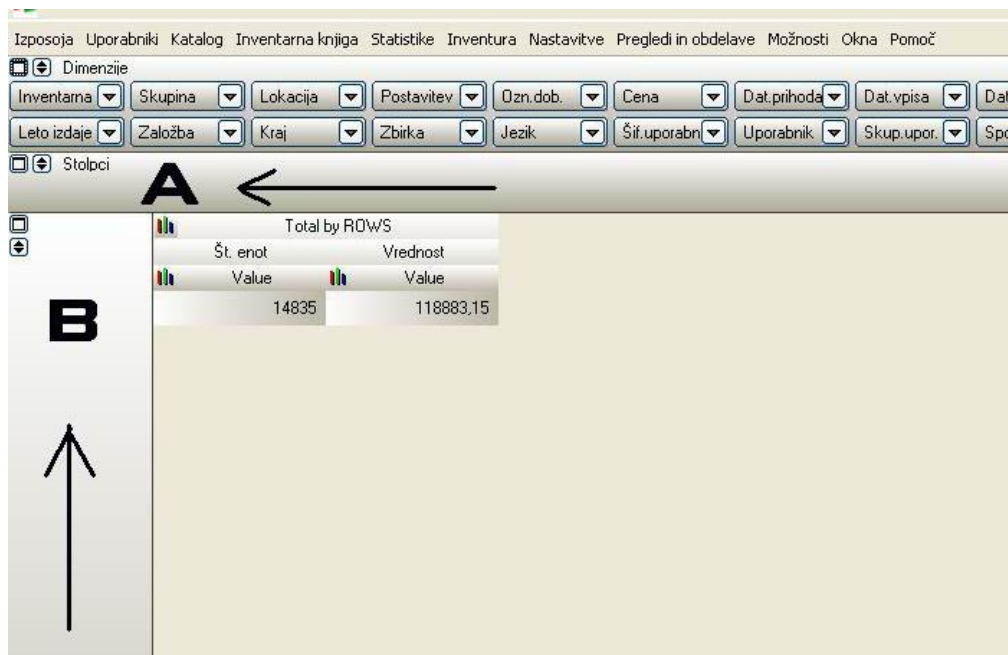 Izposoja Uporabniki Katalog Inventarna knjiga Statistike Inventura Nastavitve Pregledi in obdelave Možnosti Okna Pomoč
Dimenzije
Inventarna Skupina Lokacija Postavitev Ozn.dob. Cena Dat.prihoda Dat.vpisa Dat
Leto izdaje Založba Kraj Zbirka Jezik Šif.uporabn Uporabnik Skup.upor. Spo
Stolpci
A
Total by ROWS
Št. enot Vrednost
Value Value
14835 118883,15
B